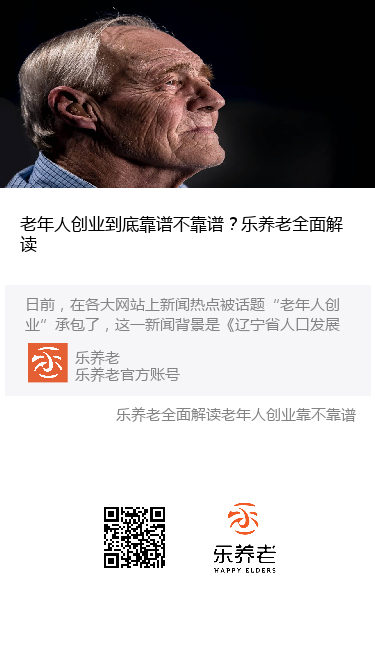 老年人创业到底靠谱不靠谱？乐养老全面解
读
日前，在各大网站上新闻热点被话题“老年人创
业”承包了，这一新闻背景是《辽宁省人口发展
乐养老
乐养老官方账号
乐养老全面解读老年人创业靠不靠谱
乐养老
HAPPY ELDERS